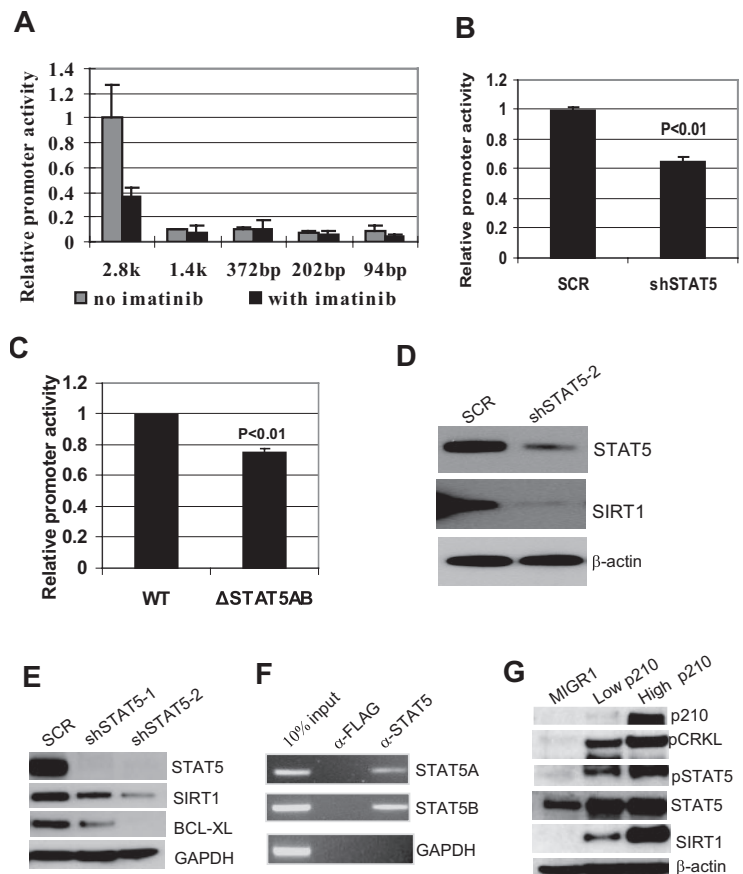 A
Relative promoter activity
1.4
1.2
1
0.8
0.6
0.4
0.2
0
2.8k 1.4k 372bp 202bp 94bp
no imatinib with imatinib
B
Relative promoter activity
1.2
1
0.8
0.6
0.4
0.2
0
P<0.01
SCR shSTAT5
C
Relative promoter activity
1.2
1
0.8
0.6
0.4
0.2
0
P<0.01
WT ΔSTAT5AB
D
SCR shSTAT5-2
STAT5
SIRT1
β-actin
E
SCR shSTAT5-1 shSTAT5-2
STAT5
SIRT1
BCL-XL
GAPDH
F
10% input α-FLAG α-STAT5
STAT5A
STAT5B
GAPDH
G
MIGR1 Low p210 High p210
p210
pCRKL
pSTAT5
STAT5
SIRT1
β-actin